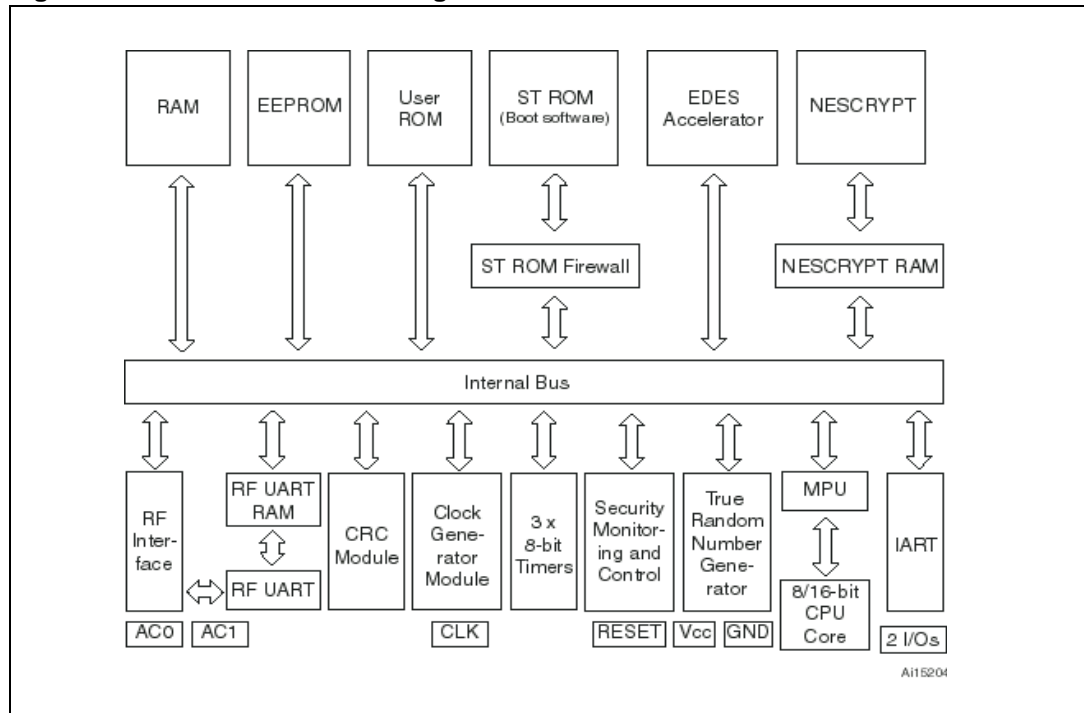 RAM
EEPROM
User
ROM
ST ROM
(Boot software)
EDES
Accelerator
NESCRYPT
ST ROM Firewall
NESCRYPT RAM
Internal Bus
RF
Inter-
face
RF UART
RAM
RF UART
CRC
Module
Clock
Gene-
rator
Module
3 x
8-bit
Timers
Security
Monitor-
ing and
Control
True
Random
Number
Gene-
rator
MPU
8/16-bit
CPU
Core
IART
AC0
AC1
CLK
RESET
Vcc
GND
2 I/Os
Ai15204